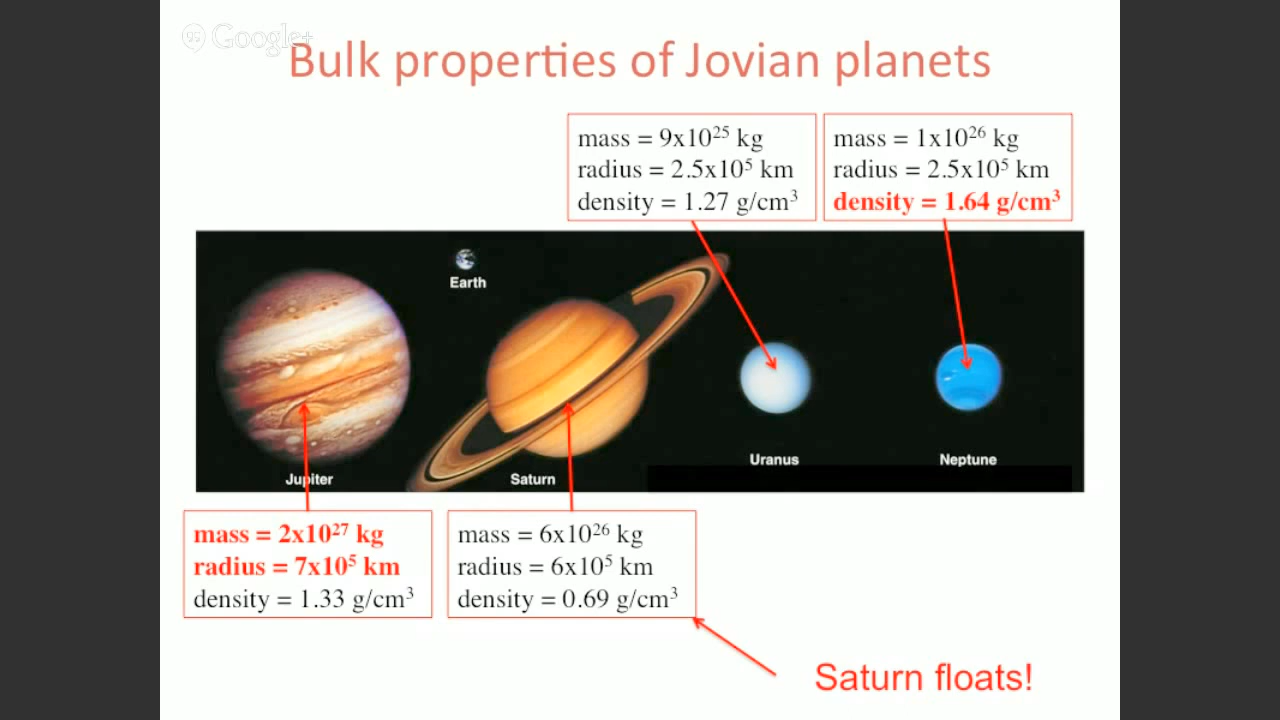 Google+
Bulk properties of Jovian planets
mass = 9x10²⁵ kg
radius = 2.5x10⁵ km
density = 1.27 g/cm³
mass = 1x10²⁶ kg
radius = 2.5x10⁵ km
density = 1.64 g/cm³
Earth
Jupiter
Saturn
Uranus
Neptune
mass = 2x10²⁷ kg
radius = 7x10⁵ km
density = 1.33 g/cm³
mass = 6x10²⁶ kg
radius = 6x10⁵ km
density = 0.69 g/cm³
Saturn floats!